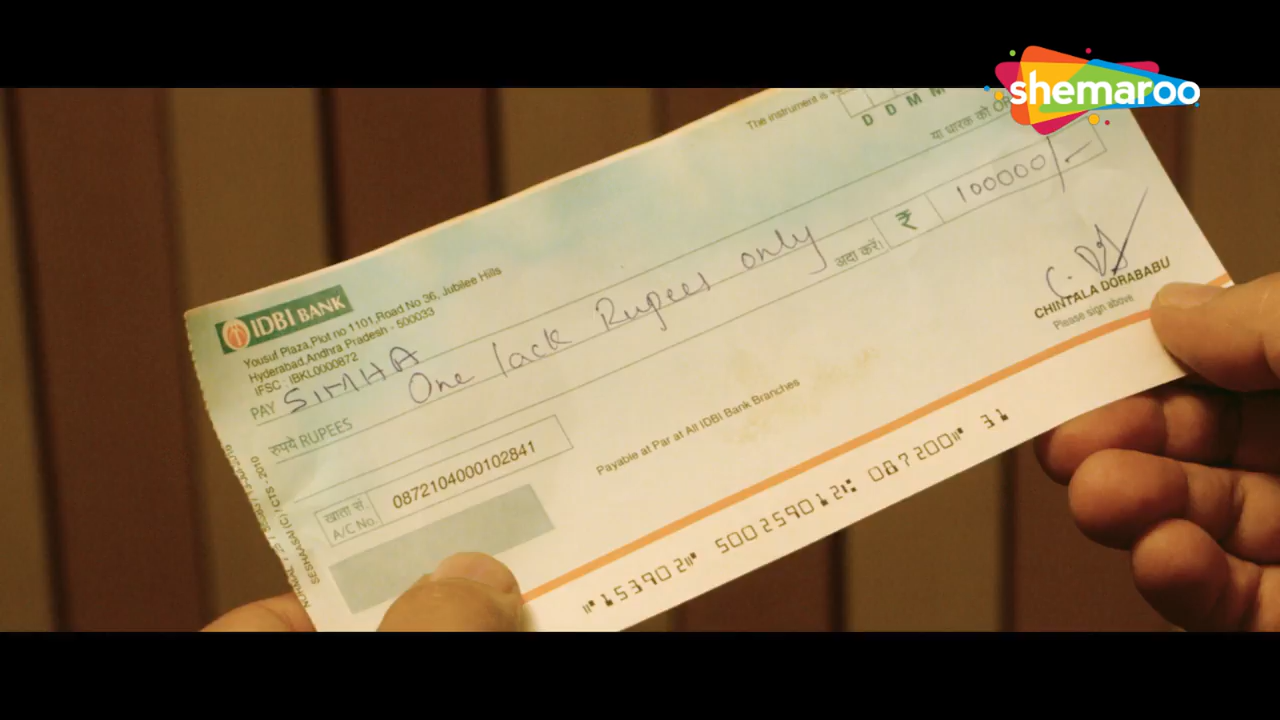 shemaroo
The instrument is
D D M M
IDBI BANK
Yousuf Plaza,Plot no 1101,Road No 36, Jubilee Hills
Hyderabad,Andhra Pradesh - 500033
IFSC : IBKL0000872
PAY SIMHA
या धारक को OR
रुपये RUPEES One lack Rupees only
अदा करें।
₹ 100000/-
खाता सं.
A/C No.
0872104000102841
C. D
CHINTALA DORABABU
Please sign above
Payable at Par at All IDBI Bank Branches
SESHAASAI (C) / CTS - 2010
⑈153902⑈ 500259012⑆ 087200⑈ 31